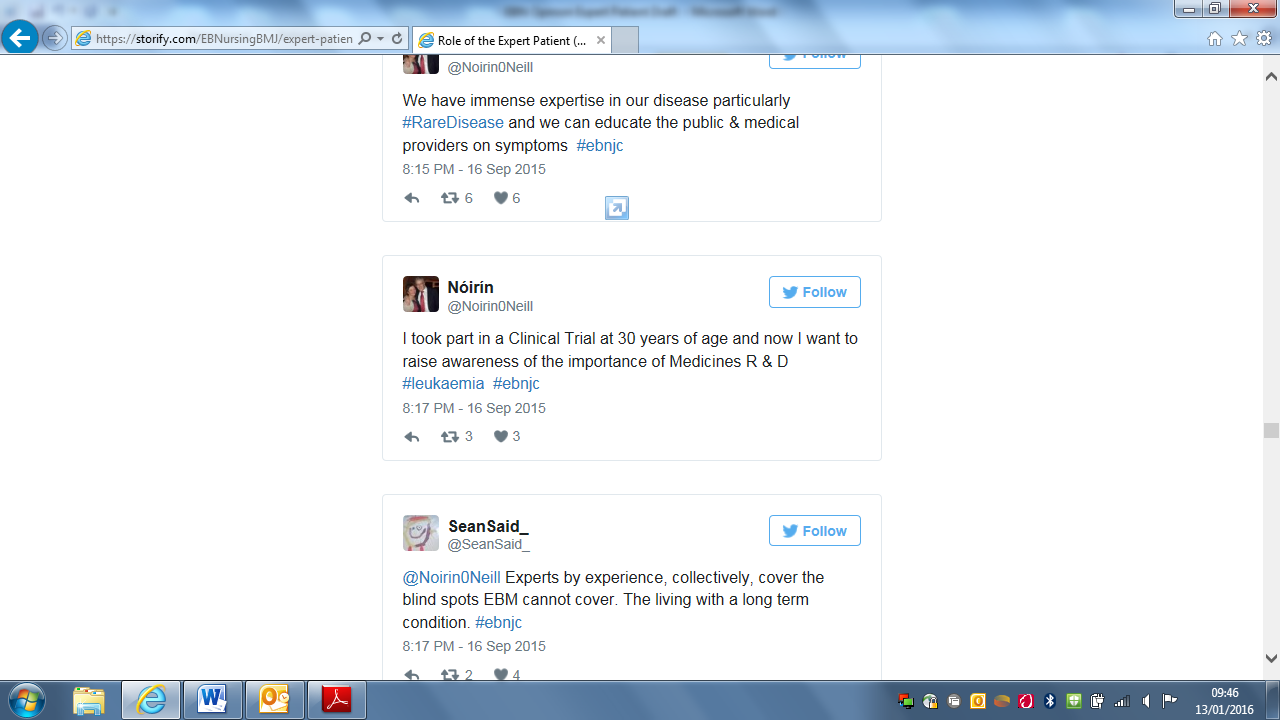 https://storify.com/EBNursingBMJ/expert-patien
Role of the Expert Patient (...
@Noirin0Neill
We have immense expertise in our disease particularly
#RareDisease and we can educate the public & medical
providers on symptoms #ebnjc
8:15 PM - 16 Sep 2015
6 6
Nóirín
Follow
@Noirin0Neill
I took part in a Clinical Trial at 30 years of age and now I want to
raise awareness of the importance of Medicines R & D
#leukaemia #ebnjc
8:17 PM - 16 Sep 2015
3 3
SeanSaid_
Follow
@SeanSaid_
@Noirin0Neill Experts by experience, collectively, cover the
blind spots EBM cannot cover. The living with a long term
condition. #ebnjc
8:17 PM - 16 Sep 2015
2 4
09:46
13/01/2016